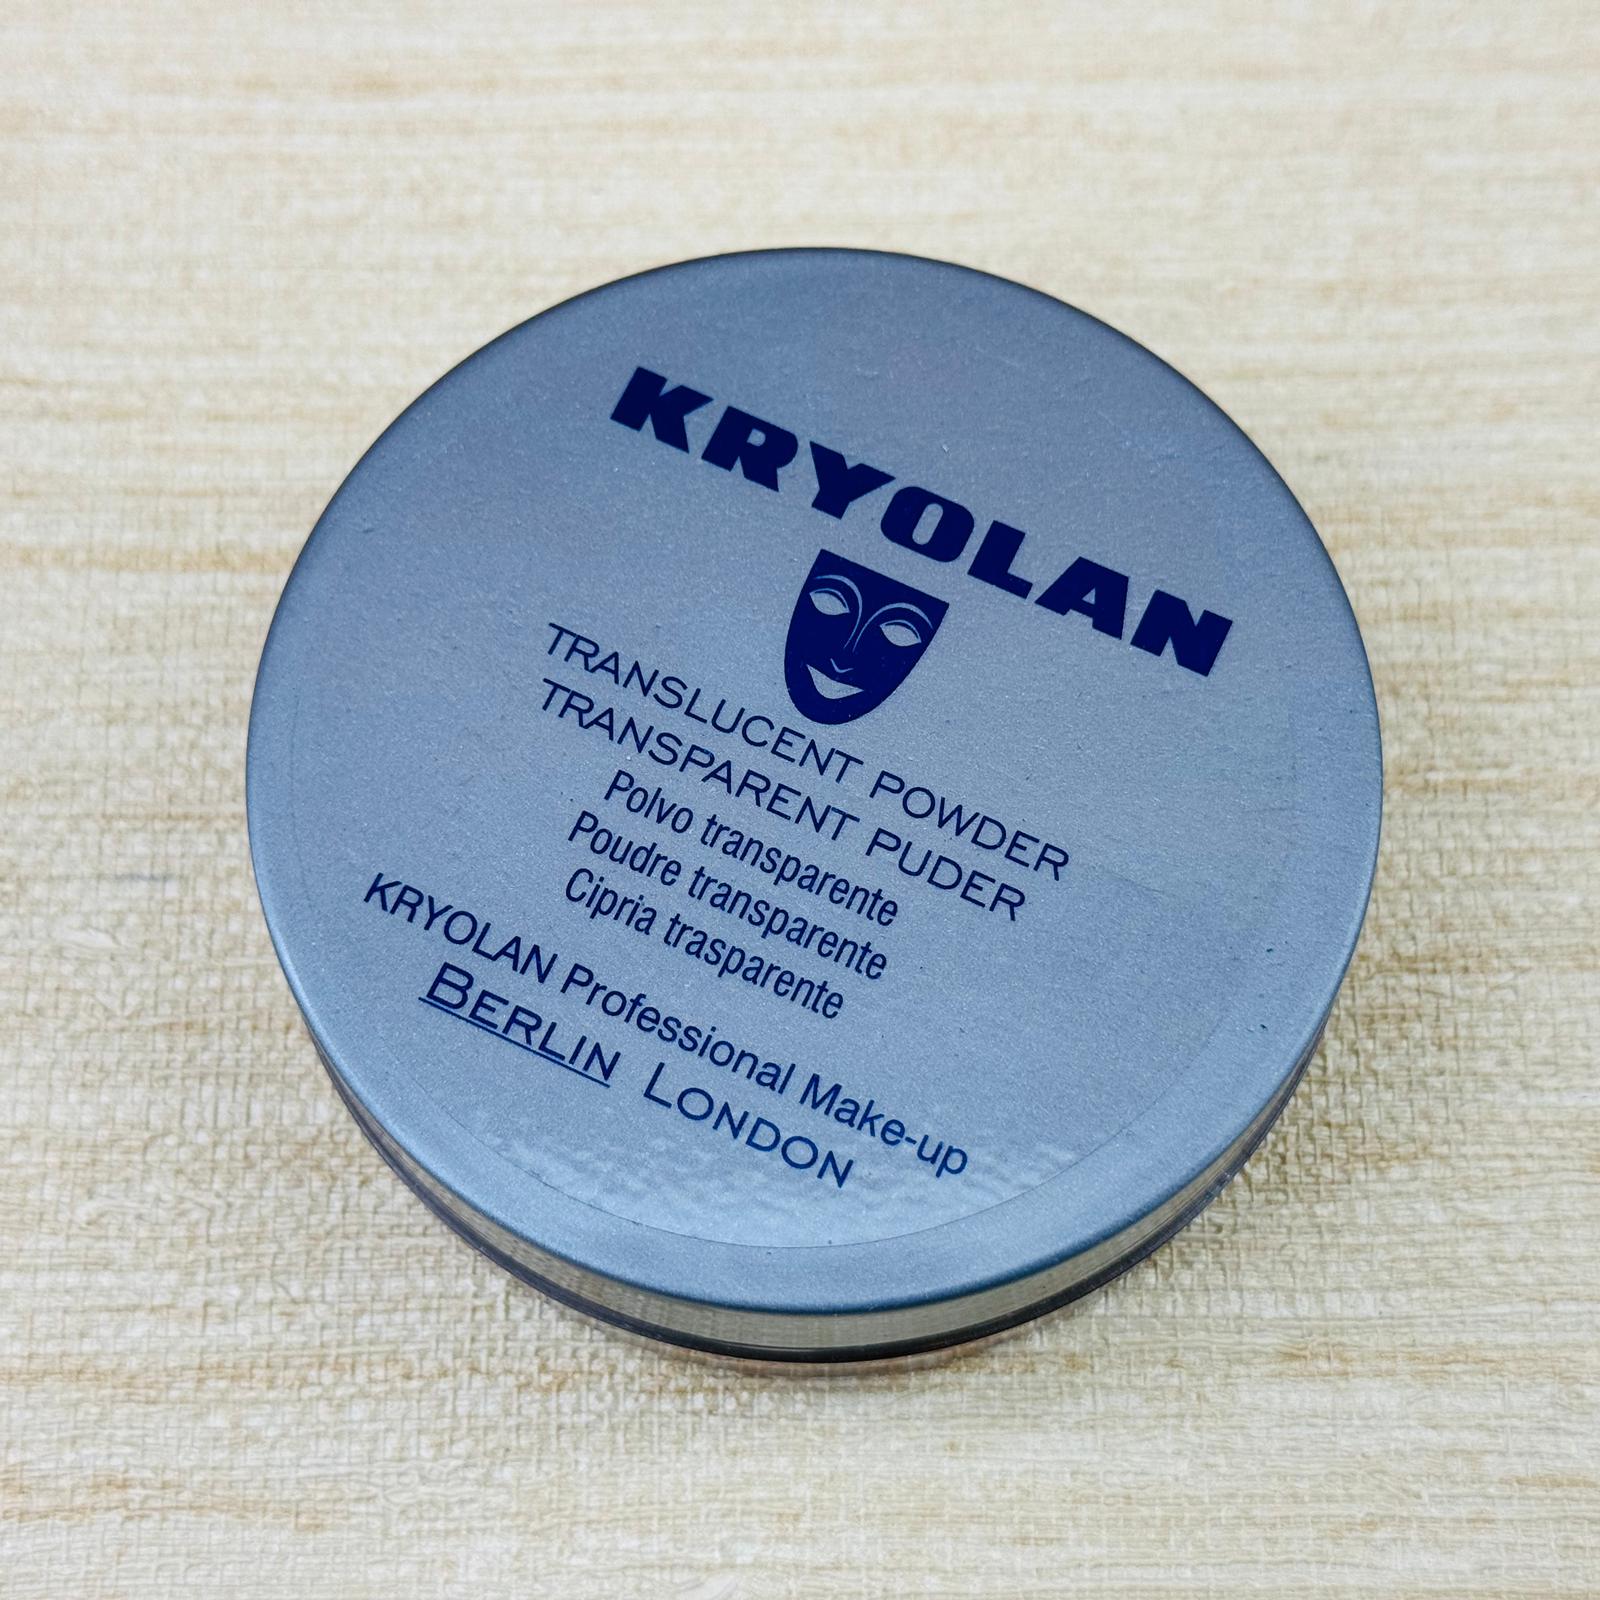 KRYOLAN
TRANSLUCENT POWDER
TRANSPARENT PUDER
Polvo transparente
Poudre transparente
Cipria trasparente
KRYOLAN Professional Make-up
BERLIN LONDON